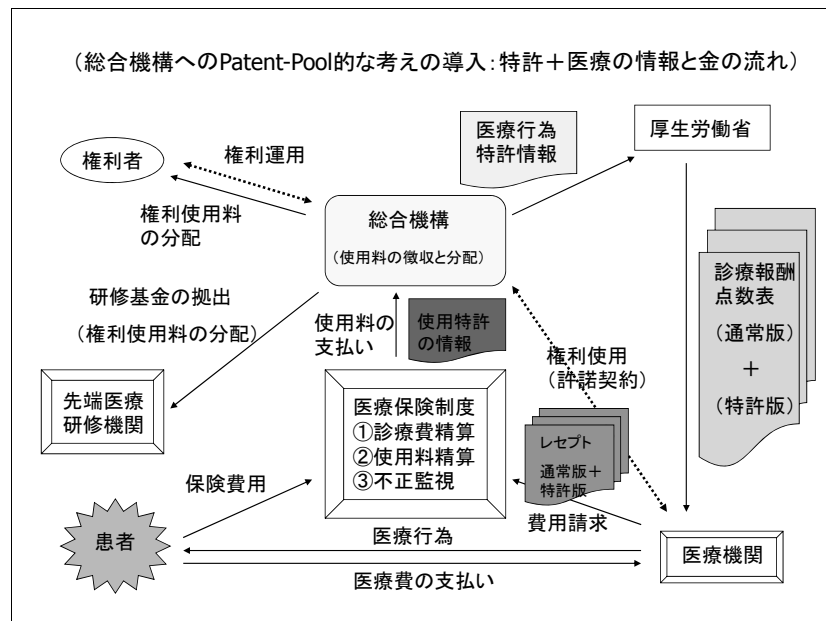 （総合機構へのPatent-Pool的な考えの導入：特許＋医療の情報と金の流れ）
医療行為
特許情報
厚生労働省
権利者
権利運用
権利使用料
の分配
総合機構
（使用料の徴収と分配）
診療報酬
点数表
（通常版）
＋
（特許版）
研修基金の拠出
（権利使用料の分配）
使用料の
支払い
使用特許
の情報
権利使用
（許諾契約）
先端医療
研修機関
医療保険制度
①診療費精算
②使用料精算
③不正監視
レセプト
通常版＋
特許版
保険費用
費用請求
患者
医療行為
医療機関
医療費の支払い